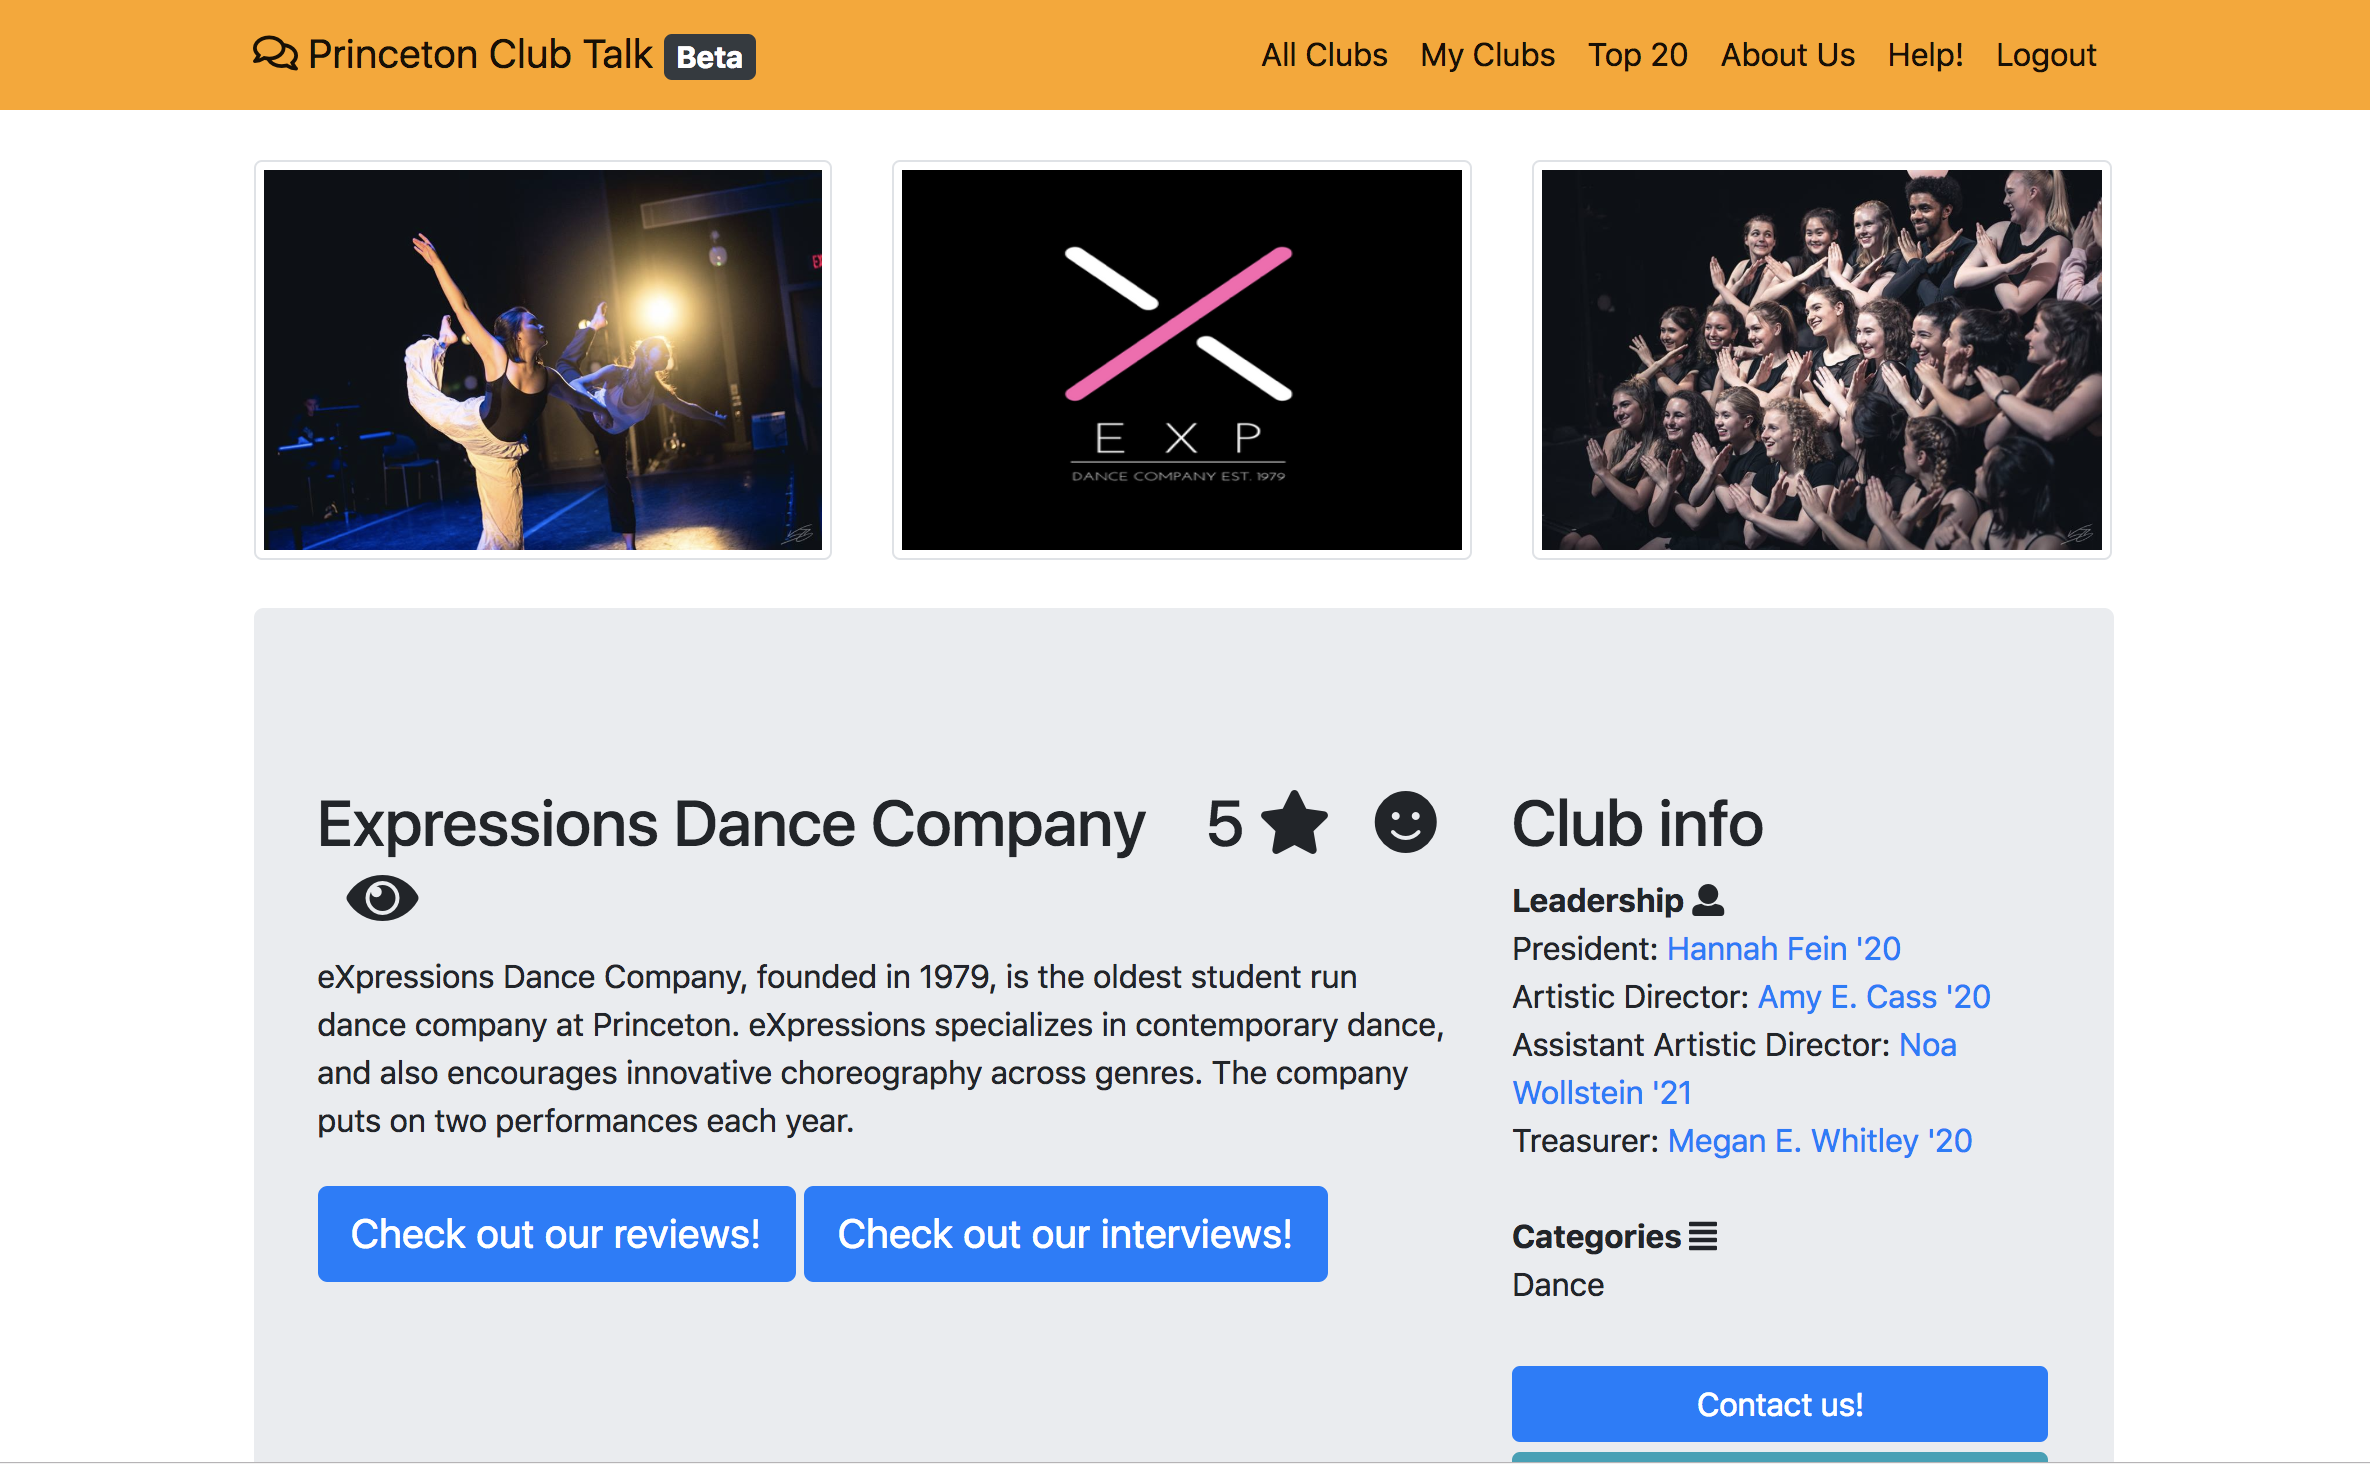 Princeton Club Talk Beta
All Clubs My Clubs Top 20 About Us Help! Logout
E X P
DANCE COMPANY EST. 1979
Expressions Dance Company 5
eXpressions Dance Company, founded in 1979, is the oldest student run
dance company at Princeton. eXpressions specializes in contemporary dance,
and also encourages innovative choreography across genres. The company
puts on two performances each year.
Check out our reviews! Check out our interviews!
Club info
Leadership
President: Hannah Fein '20
Artistic Director: Amy E. Cass '20
Assistant Artistic Director: Noa
Wollstein '21
Treasurer: Megan E. Whitley '20
Categories
Dance
Contact us!